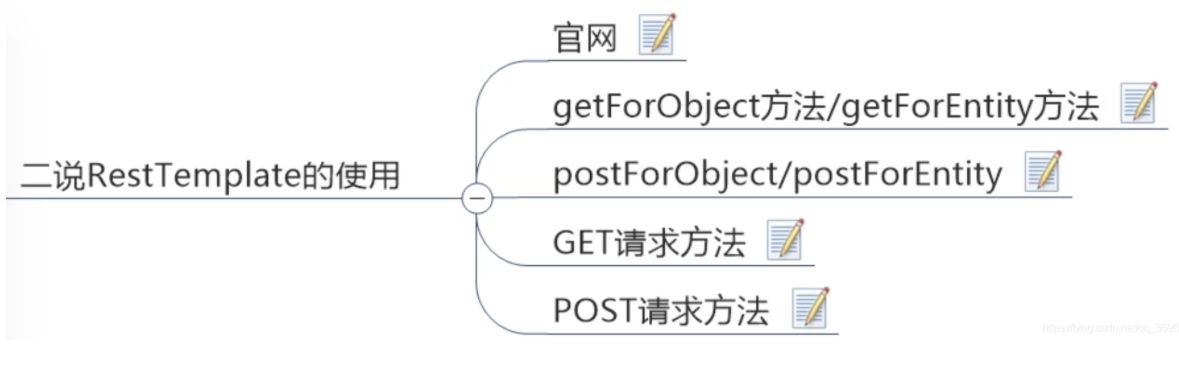 官网
getForObject方法/getForEntity方法
二说RestTemplate的使用
postForObject/postForEntity
GET请求方法
POST请求方法
https://blog.csdn.net/qq_3690